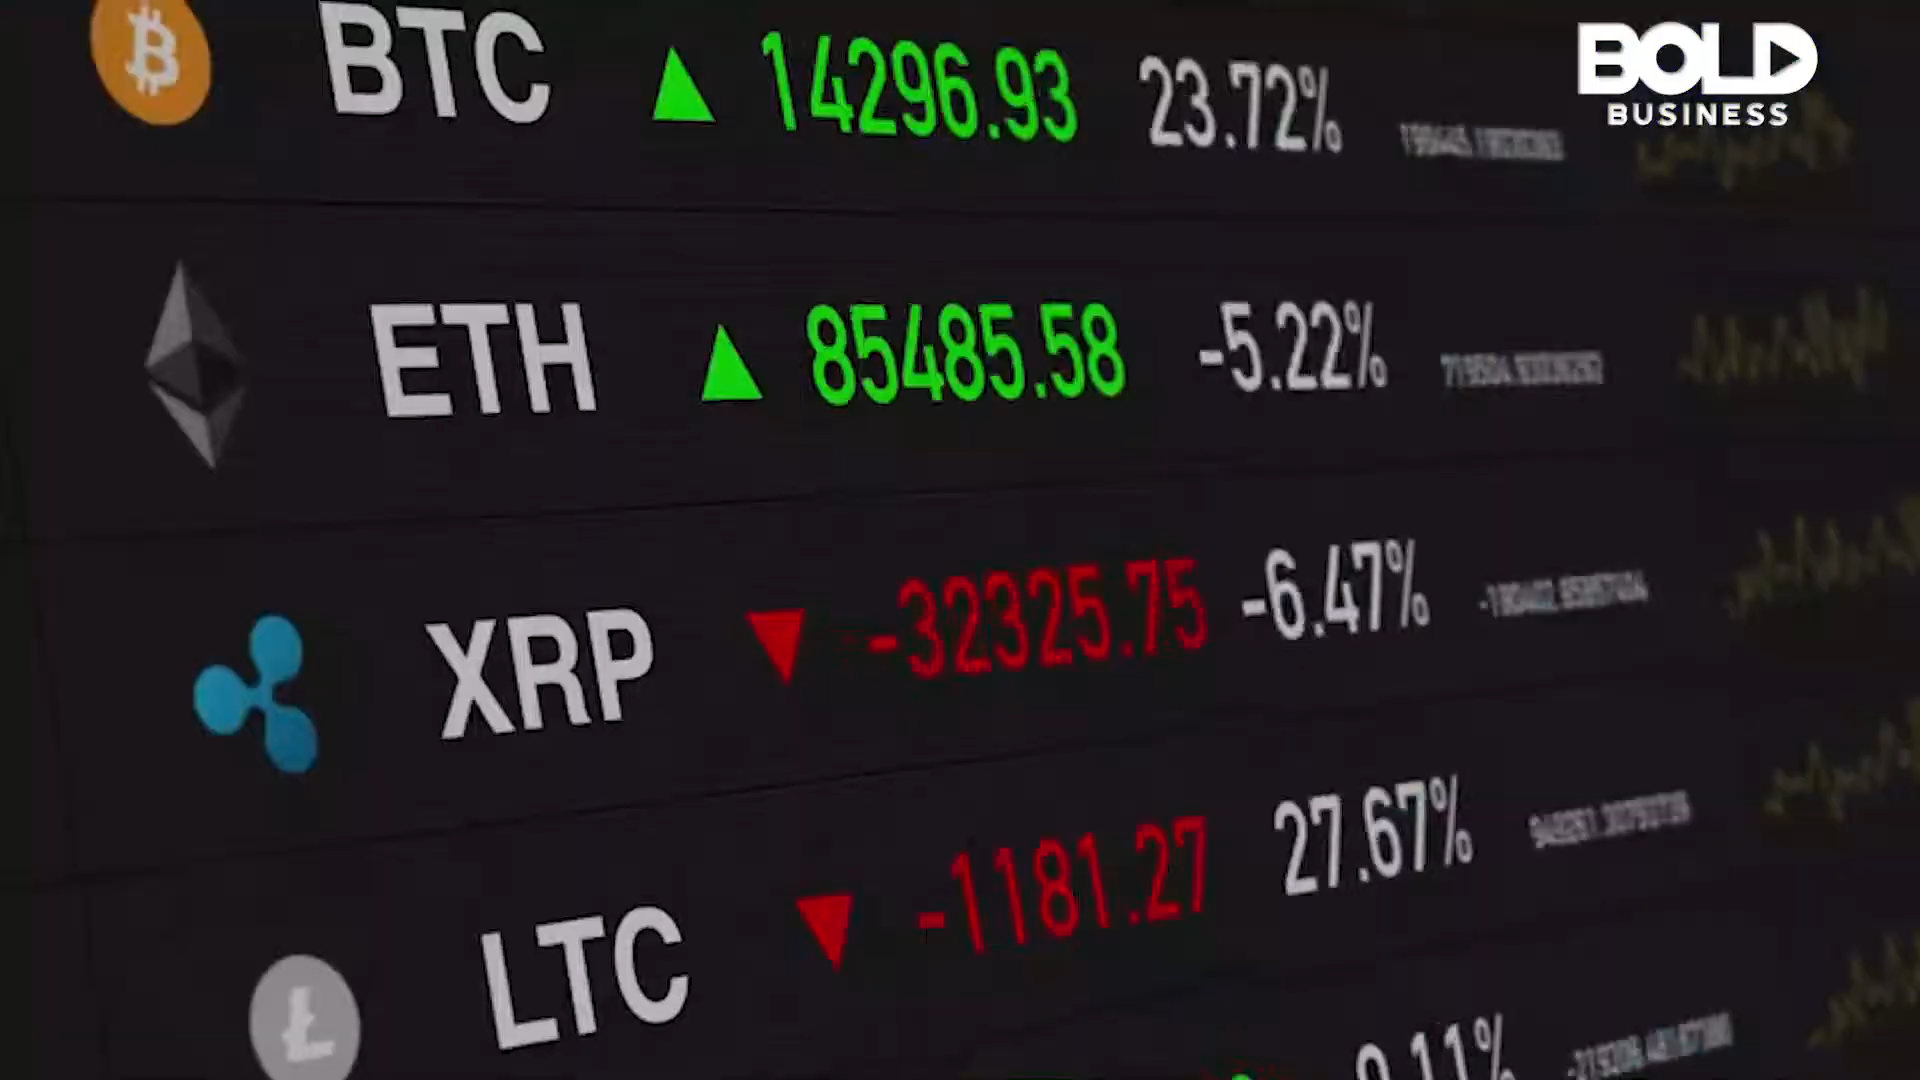 BTC ▲ 14296.93 23.72%
BOLD
BUSINESS
ETH ▲ 85485.58 -5.22%
XRP ▼ -32325.75 -6.47%
LTC ▼ -1181.27 27.67%